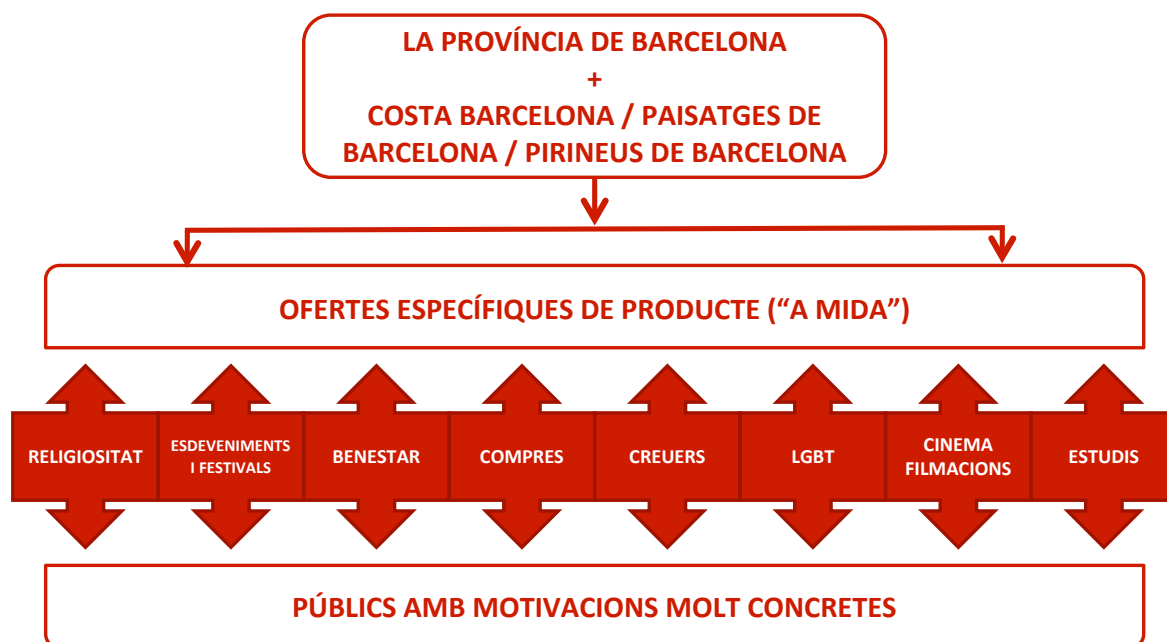 LA PROVÍNCIA DE BARCELONA
+
COSTA BARCELONA / PAISATGES DE
BARCELONA / PIRINEUS DE BARCELONA
OFERTES ESPECÍFIQUES DE PRODUCTE (“A MIDA”)
RELIGIOSITAT
ESDEVENIMENTS
I FESTIVALS
BENESTAR
COMPRES
CREUERS
LGBT
CINEMA
FILMACIONS
ESTUDIS
PÚBLICS AMB MOTIVACIONS MOLT CONCRETES